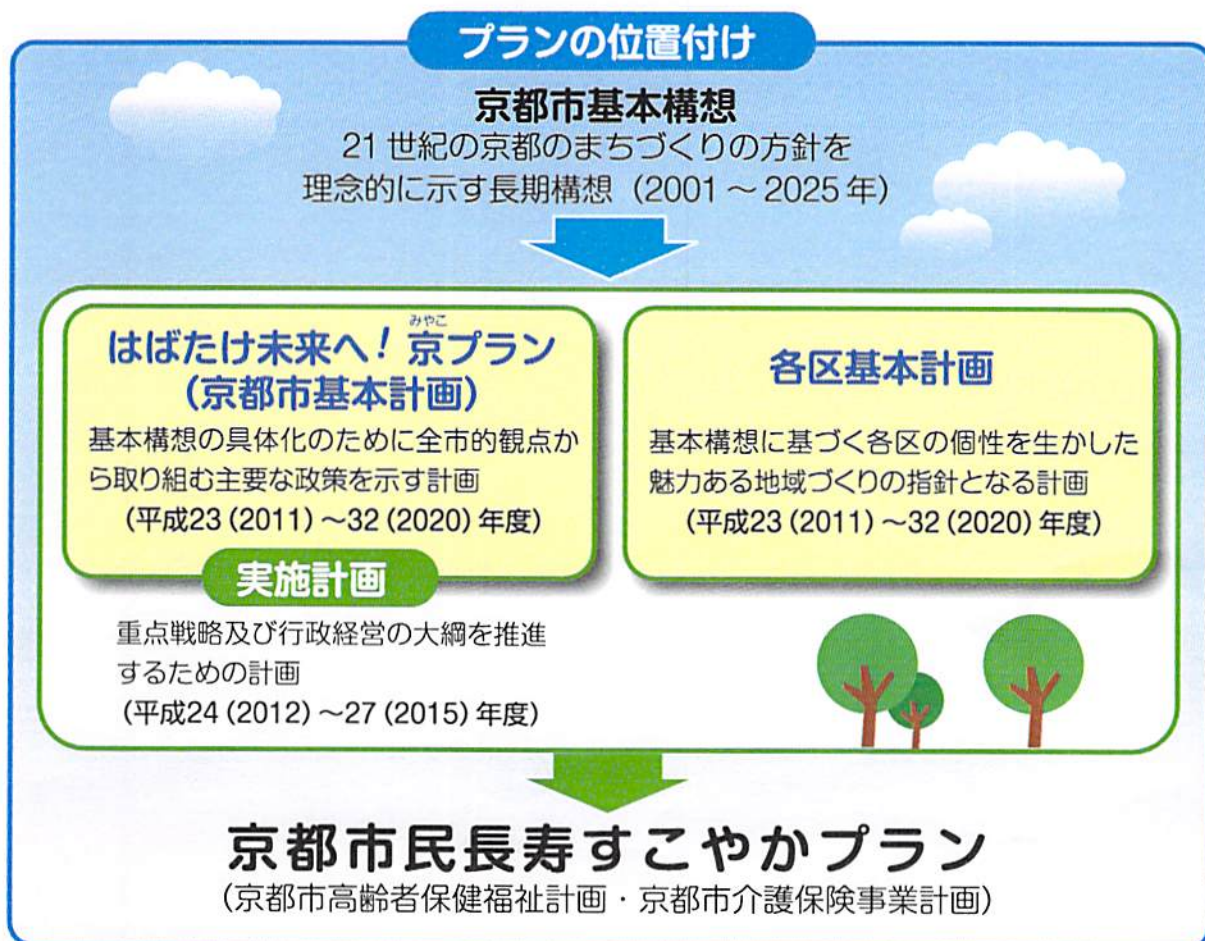 プランの位置付け
京都市基本構想
21世紀の京都のまちづくりの方針を
理念的に示す長期構想（2001～2025年）
みやこ
はばたけ未来へ！京プラン
（京都市基本計画）
基本構想の具体化のために全市的観点か
ら取り組む主要な政策を示す計画
（平成23（2011）～32（2020）年度）
各区基本計画
基本構想に基づく各区の個性を生かした
魅力ある地域づくりの指針となる計画
（平成23（2011）～32（2020）年度）
実施計画
重点戦略及び行政経営の大綱を推進
するための計画
（平成24（2012）～27（2015）年度）
京都市民長寿すこやかプラン
（京都市高齢者保健福祉計画・京都市介護保険事業計画）